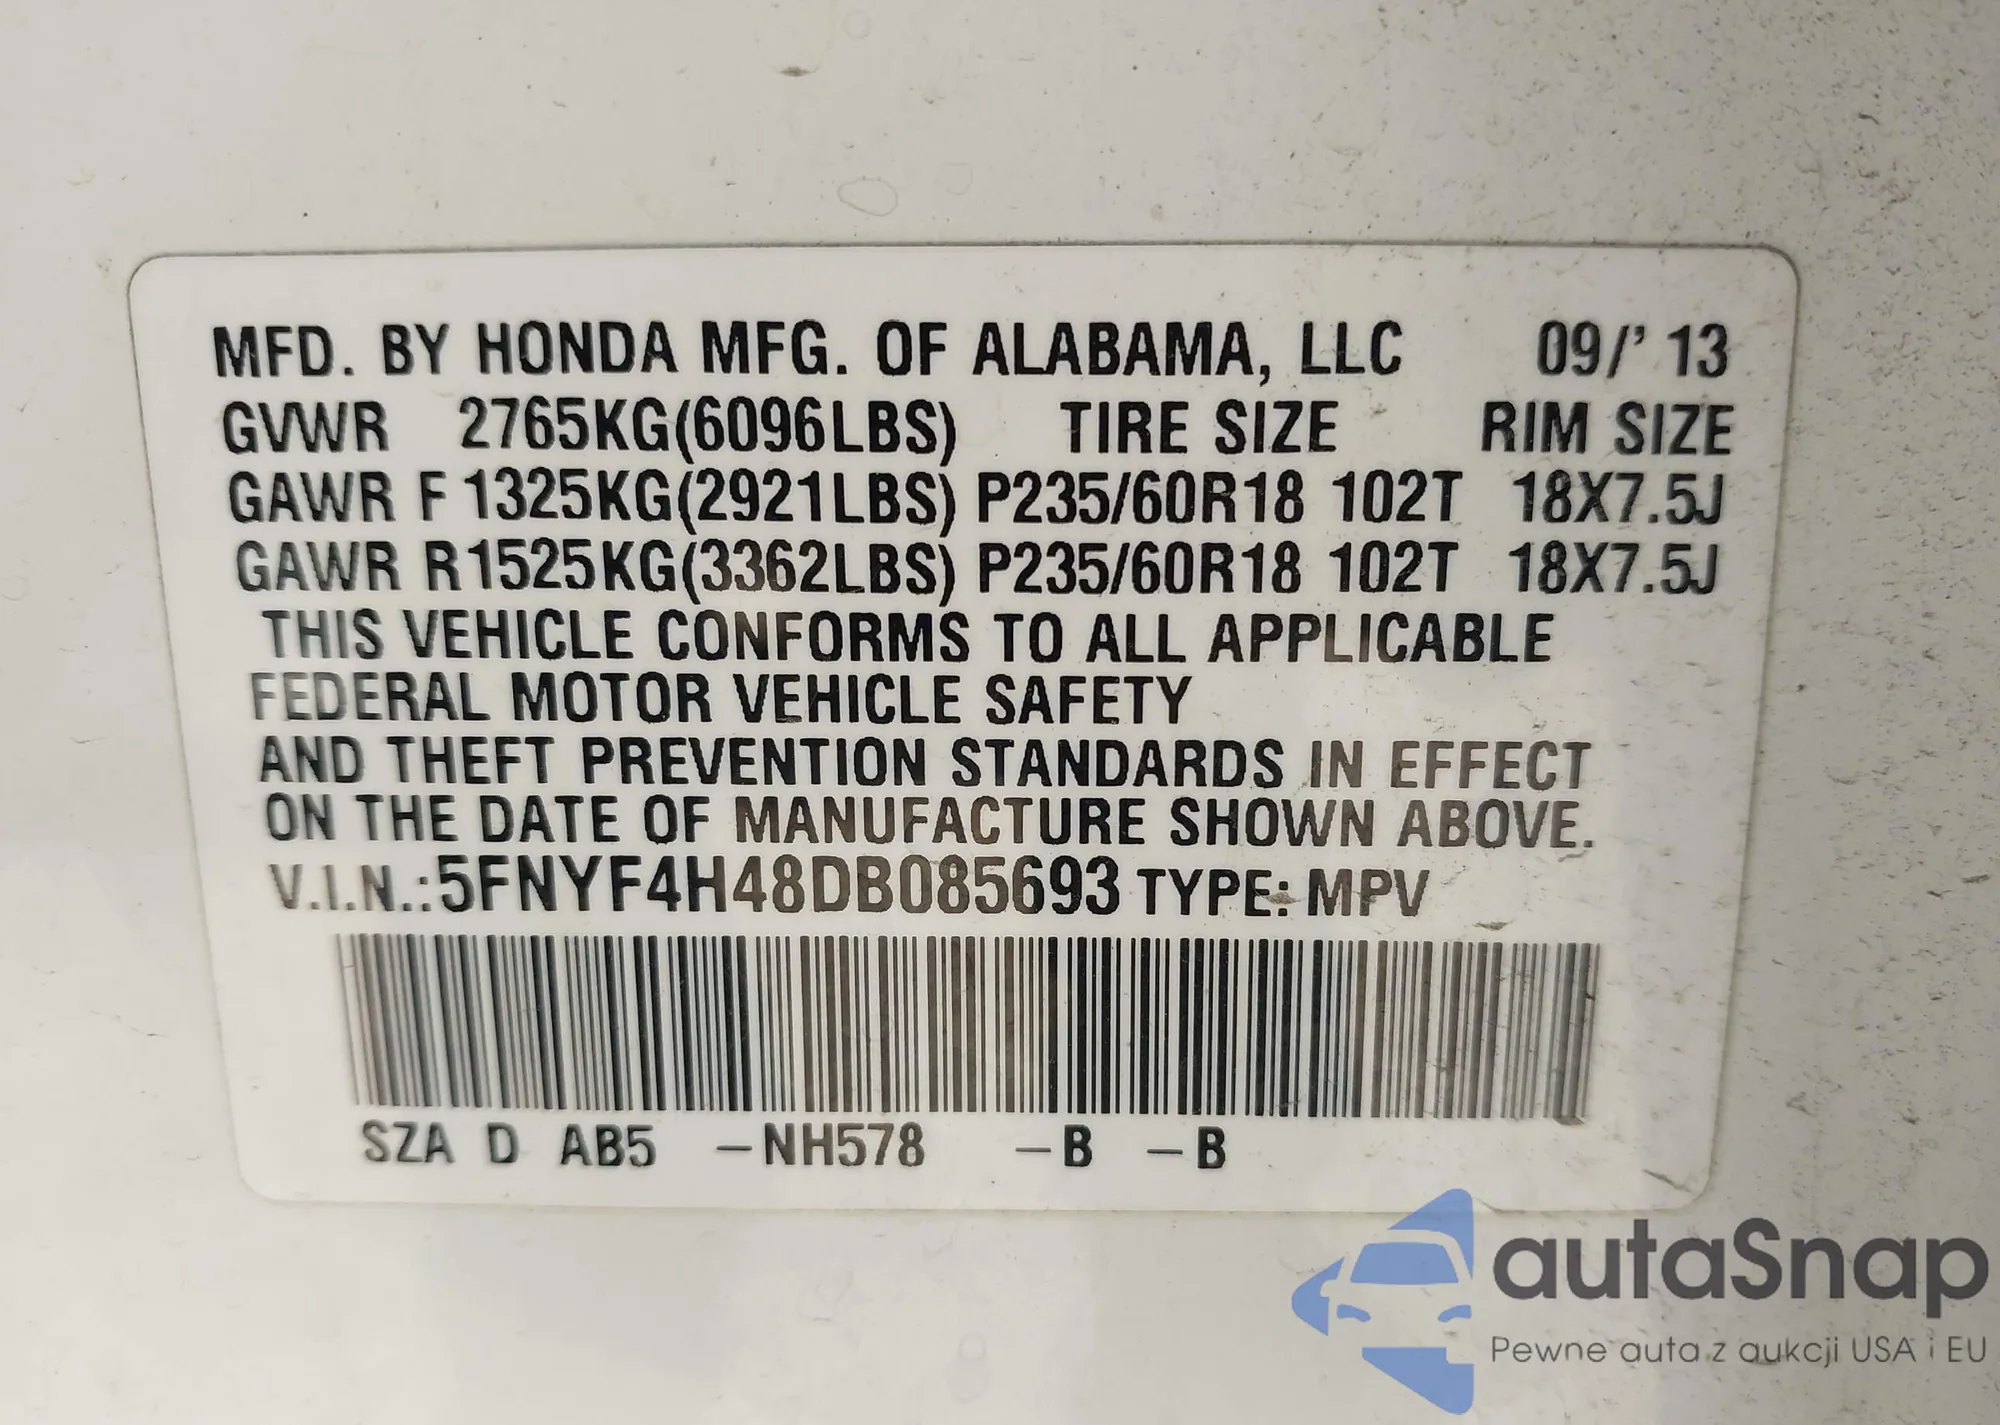 MFD. BY HONDA MFG. OF ALABAMA, LLC 09/'13
GVWR 2765KG(6096LBS) TIRE SIZE RIM SIZE
GAWR F 1325KG(2921LBS) P235/60R18 102T 18X7.5J
GAWR R 1525KG(3362LBS) P235/60R18 102T 18X7.5J
THIS VEHICLE CONFORMS TO ALL APPLICABLE
FEDERAL MOTOR VEHICLE SAFETY
AND THEFT PREVENTION STANDARDS IN EFFECT
ON THE DATE OF MANUFACTURE SHOWN ABOVE.
V.I.N.:5FNYF4H48DB085693 TYPE: MPV
SZA D AB5 –NH578 –B –B
autaSnap
Pewne auta z aukcji USA i EU